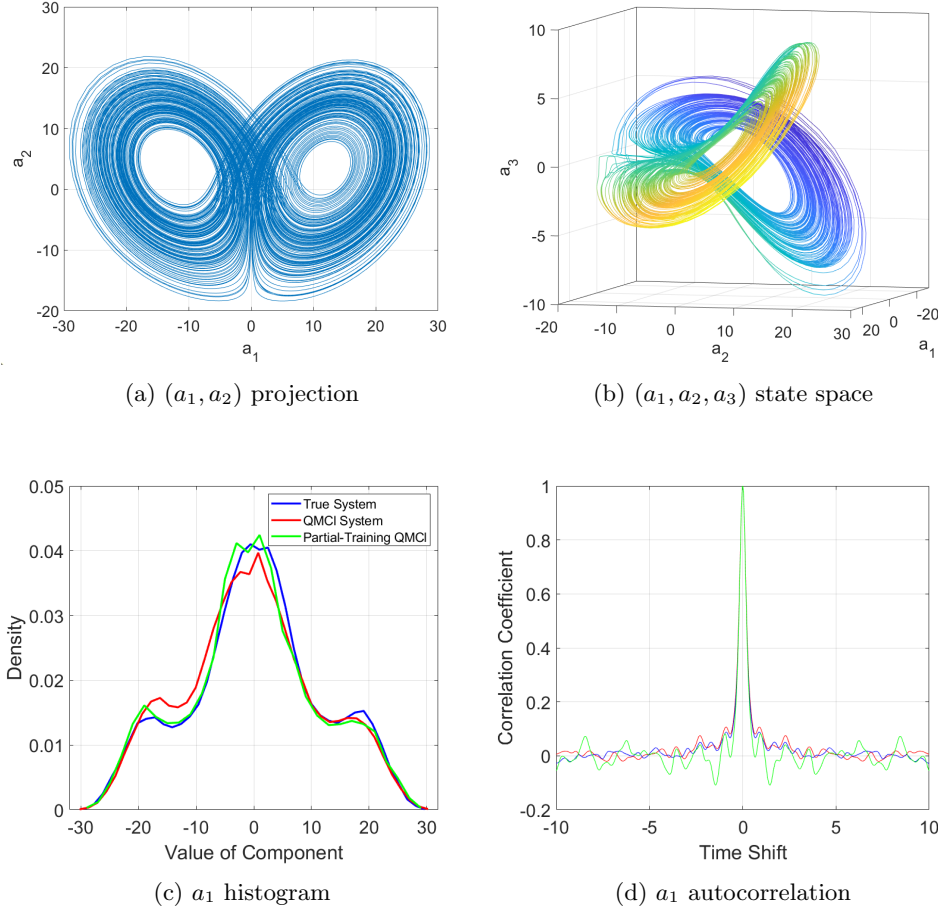 30
20
10
0
-10
-20
a2
-30 -20 -10 0 10 20 30
a1
(a) (a1, a2) projection
10
5
0
-5
-10
a3
-20 -10 0 10 20 30
a2
20 0 -20
a1
(b) (a1, a2, a3) state space
0.05
0.04
0.03
0.02
0.01
0
Density
True System
QMCl System
Partial-Training QMCl
-30 -20 -10 0 10 20 30
Value of Component
(c) a1 histogram
1
0.8
0.6
0.4
0.2
0
-0.2
Correlation Coefficient
-10 -5 0 5 10
Time Shift
(d) a1 autocorrelation